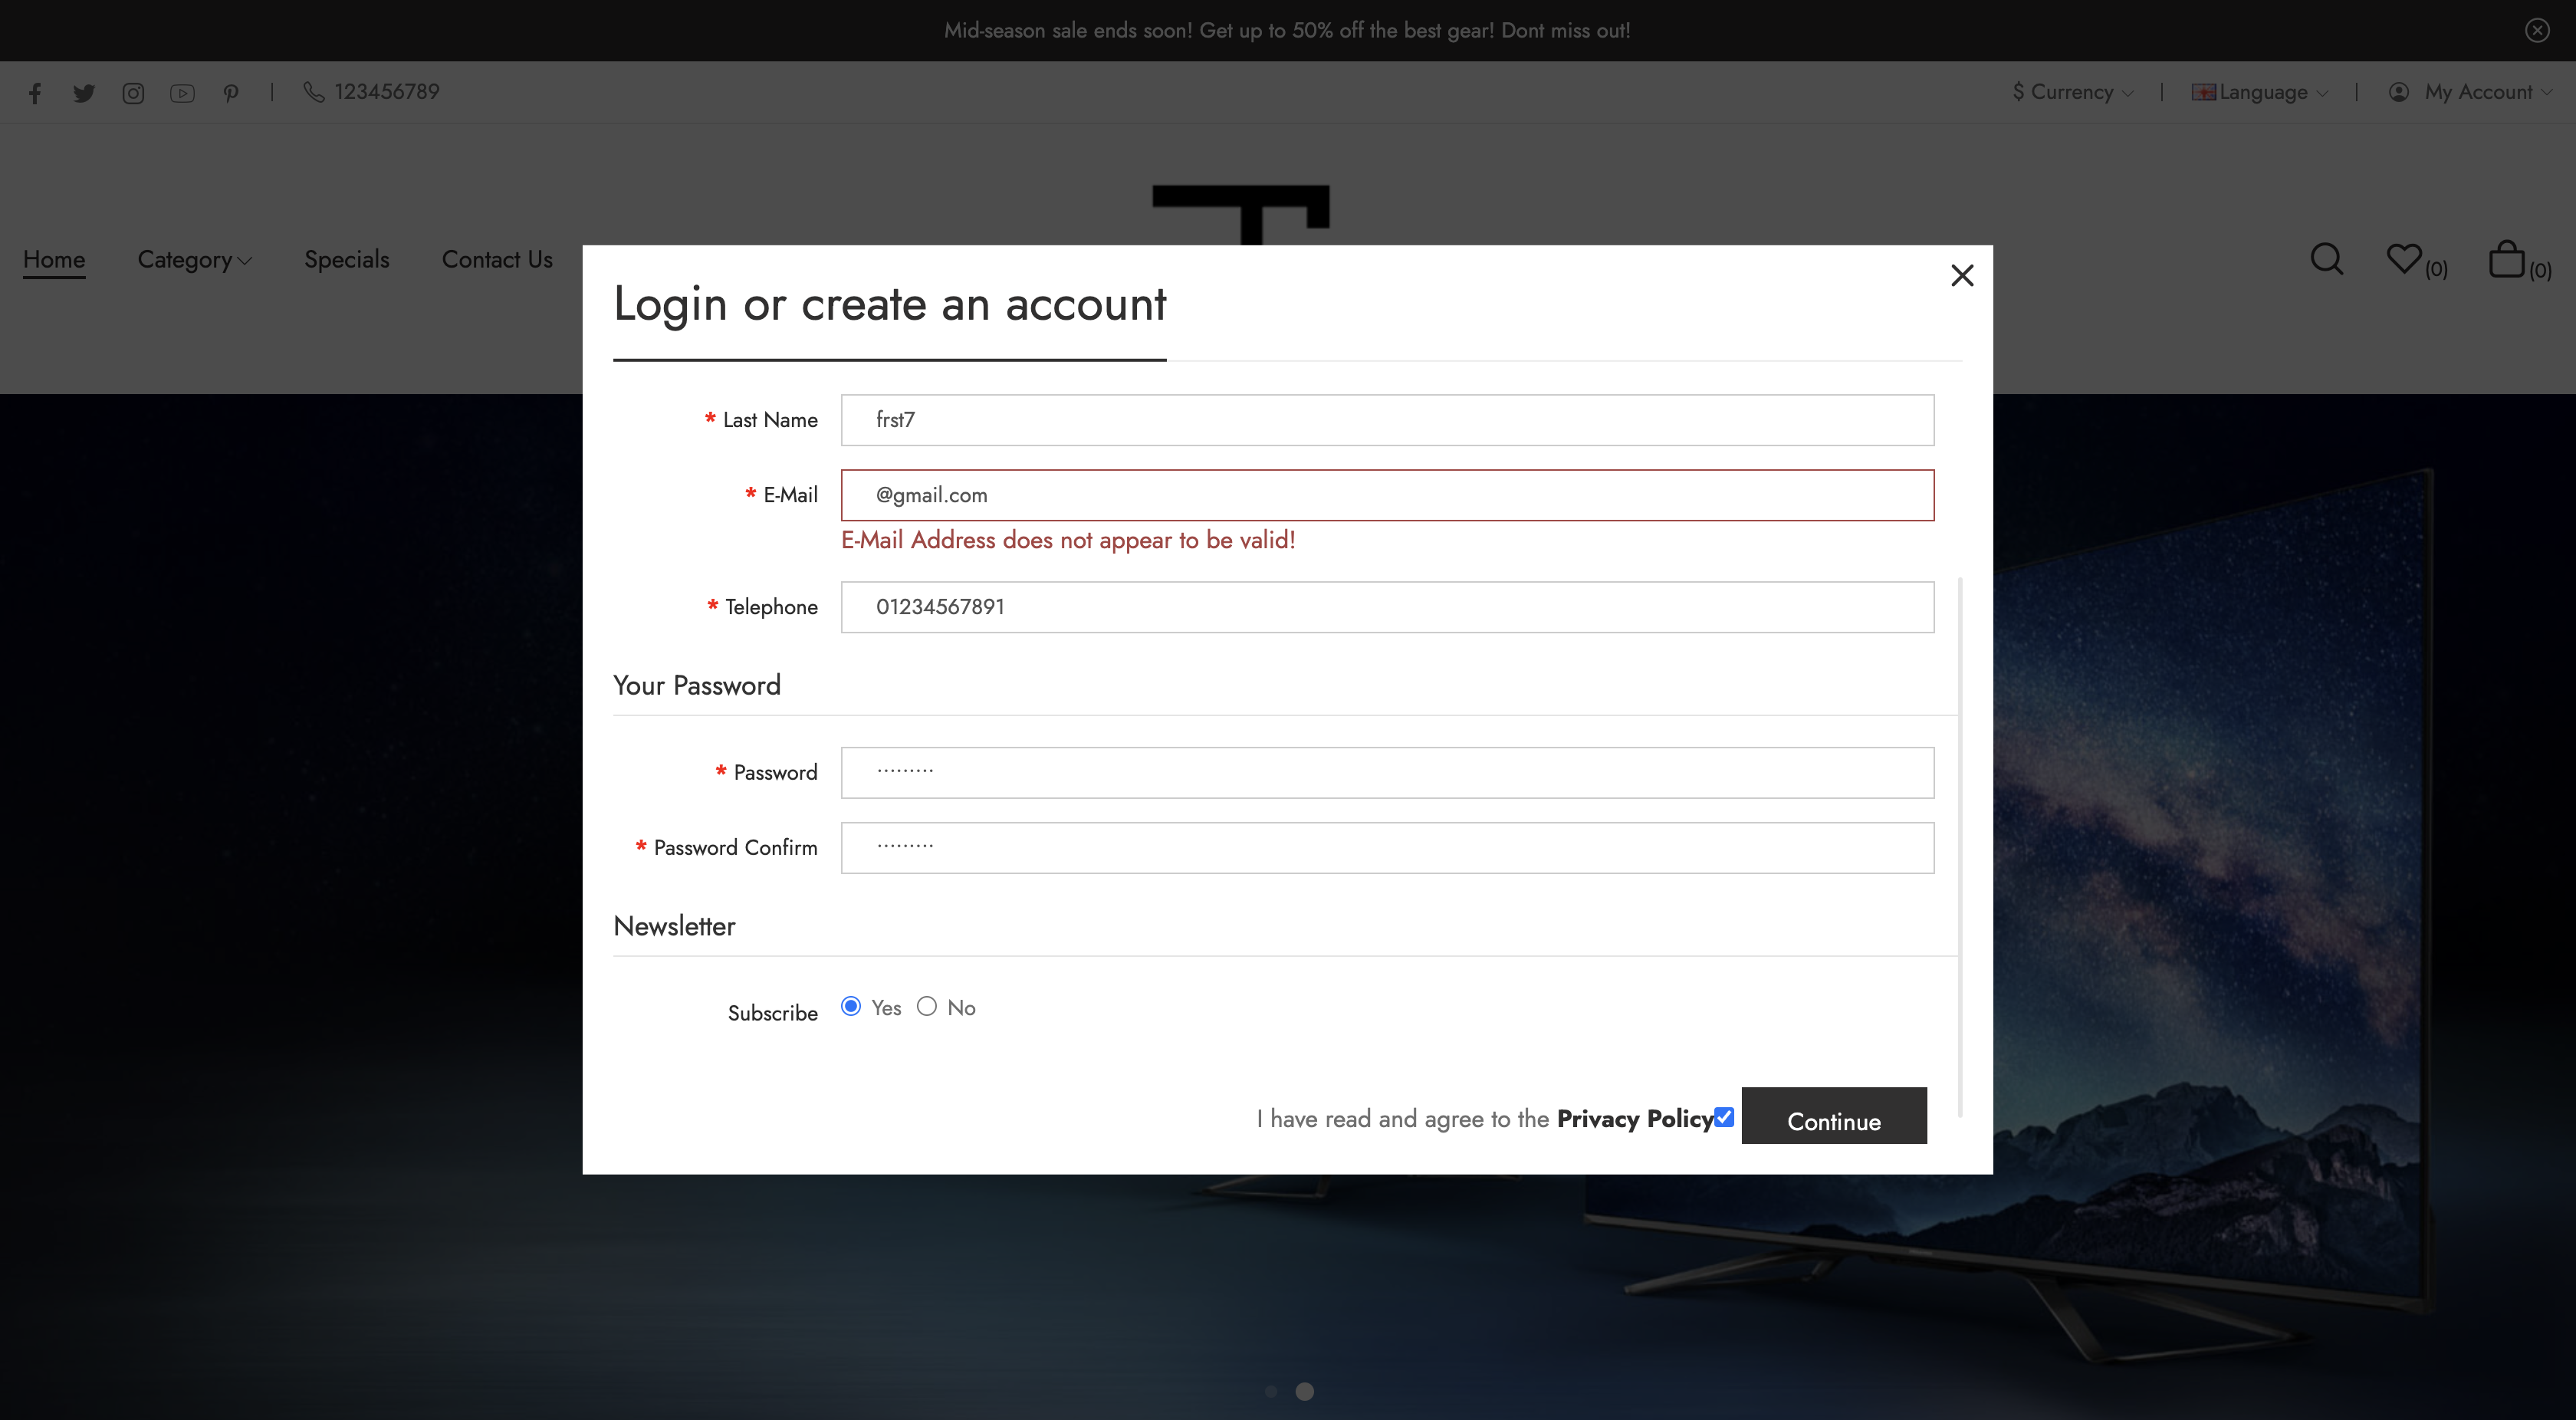 Mid-season sale ends soon! Get up to 50% off the best gear! Dont miss out!
123456789
$ Currency
Language
My Account
Home
Category
Specials
Contact Us
(0)
(0)
Login or create an account
* Last Name
frst7
* E-Mail
@gmail.com
E-Mail Address does not appear to be valid!
* Telephone
01234567891
Your Password
* Password
* Password Confirm
Newsletter
Subscribe
Yes
No
I have read and agree to the Privacy Policy
Continue